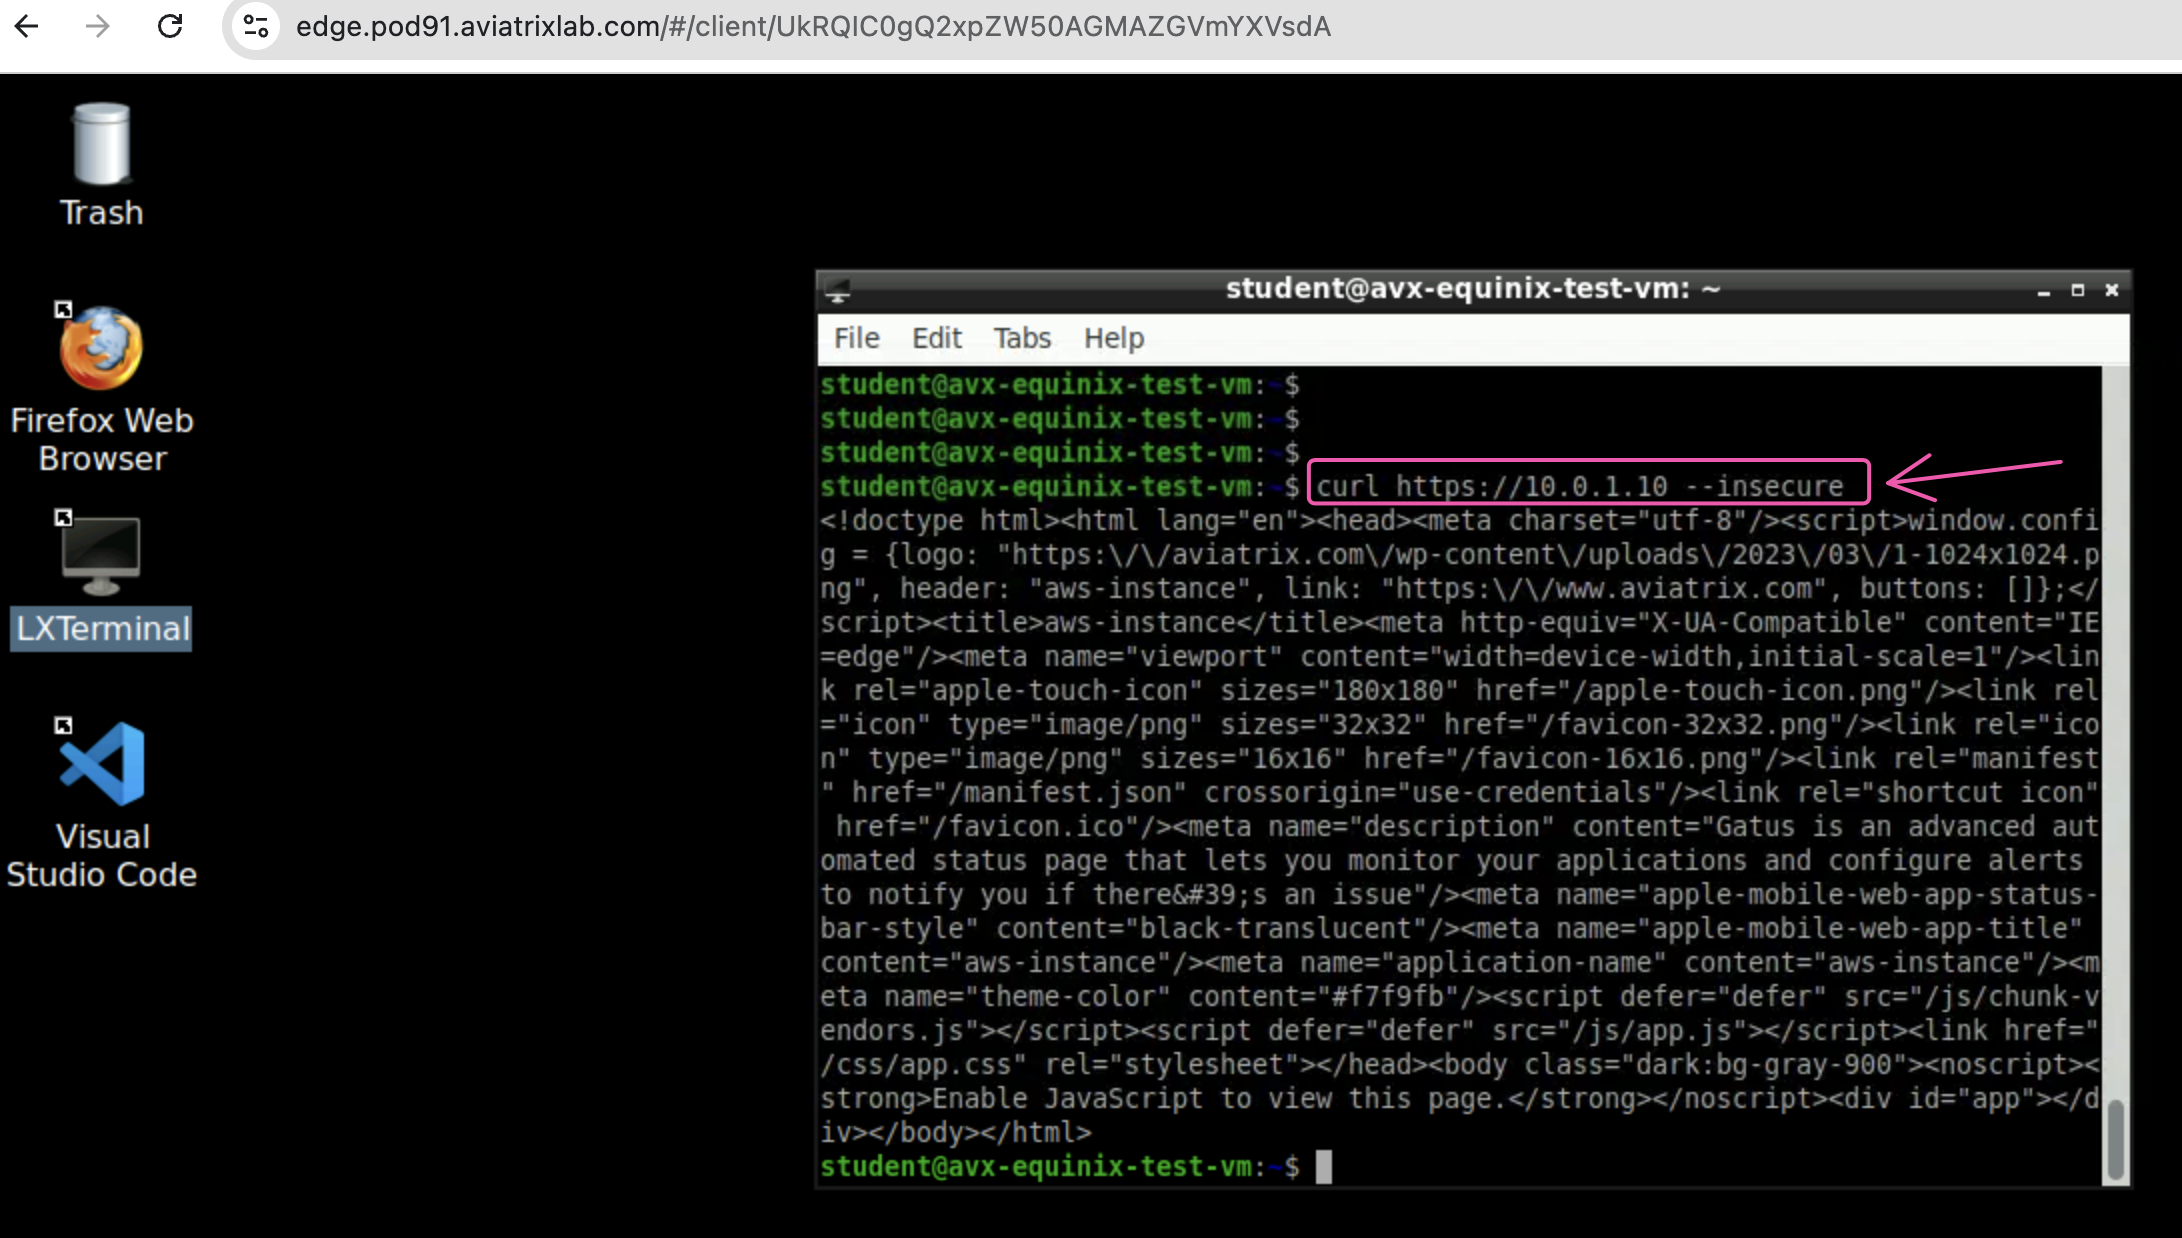 edge.pod91.aviatrixlab.com/#/client/UkRQIC0gQ2xpZW50AGMAZGVmYXVsdA
Trash
Firefox Web
Browser
LXTerminal
Visual
Studio Code
student@avx-equinix-test-vm: ~
File Edit Tabs Help
student@avx-equinix-test-vm:~$
student@avx-equinix-test-vm:~$
student@avx-equinix-test-vm:~$
student@avx-equinix-test-vm:~$ curl https://10.0.1.10 --insecure
<!doctype html><html lang="en"><head><meta charset="utf-8"/><script>window.confi
g = {logo: "https:\/\/aviatrix.com\/wp-content\/uploads\/2023\/03\/1-1024x1024.p
ng", header: "aws-instance", link: "https:\/\/www.aviatrix.com", buttons: []};</
script><title>aws-instance</title><meta http-equiv="X-UA-Compatible" content="IE
=edge"/><meta name="viewport" content="width=device-width,initial-scale=1"/><lin
k rel="apple-touch-icon" sizes="180x180" href="/apple-touch-icon.png"/><link rel
="icon" type="image/png" sizes="32x32" href="/favicon-32x32.png"/><link rel="ico
n" type="image/png" sizes="16x16" href="/favicon-16x16.png"/><link rel="manifest
" href="/manifest.json" crossorigin="use-credentials"/><link rel="shortcut icon"
 href="/favicon.ico"/><meta name="description" content="Gatus is an advanced aut
omated status page that lets you monitor your applications and configure alerts
to notify you if there&#39;s an issue"/><meta name="apple-mobile-web-app-status-
bar-style" content="black-translucent"/><meta name="apple-mobile-web-app-title"
content="aws-instance"/><meta name="application-name" content="aws-instance"/><m
eta name="theme-color" content="#f7f9fb"/><script defer="defer" src="/js/chunk-v
endors.js"></script><script defer="defer" src="/js/app.js"></script><link href="
/css/app.css" rel="stylesheet"></head><body class="dark:bg-gray-900"><noscript><
strong>Enable JavaScript to view this page.</strong></noscript><div id="app"></d
iv></body></html>
student@avx-equinix-test-vm:~$